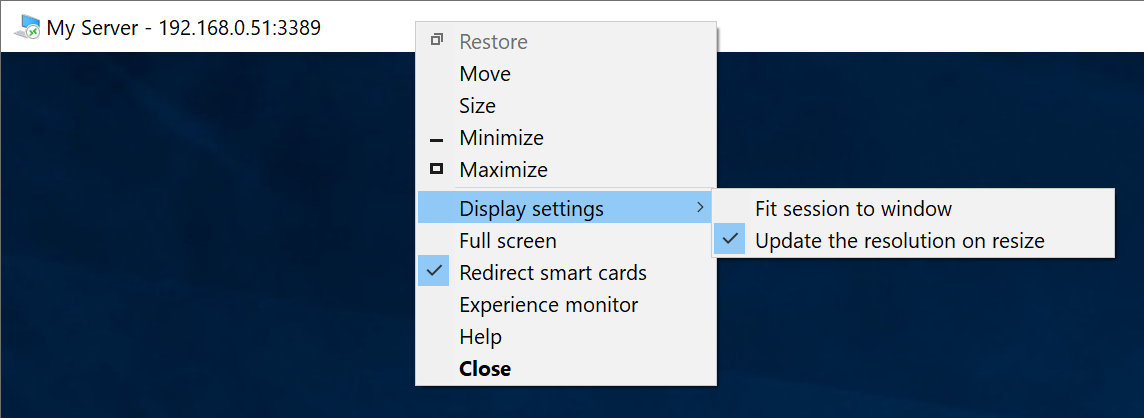 My Server - 192.168.0.51:3389
Restore
Move
Size
Minimize
Maximize
Display settings
Fit session to window
Update the resolution on resize
Full screen
Redirect smart cards
Experience monitor
Help
Close